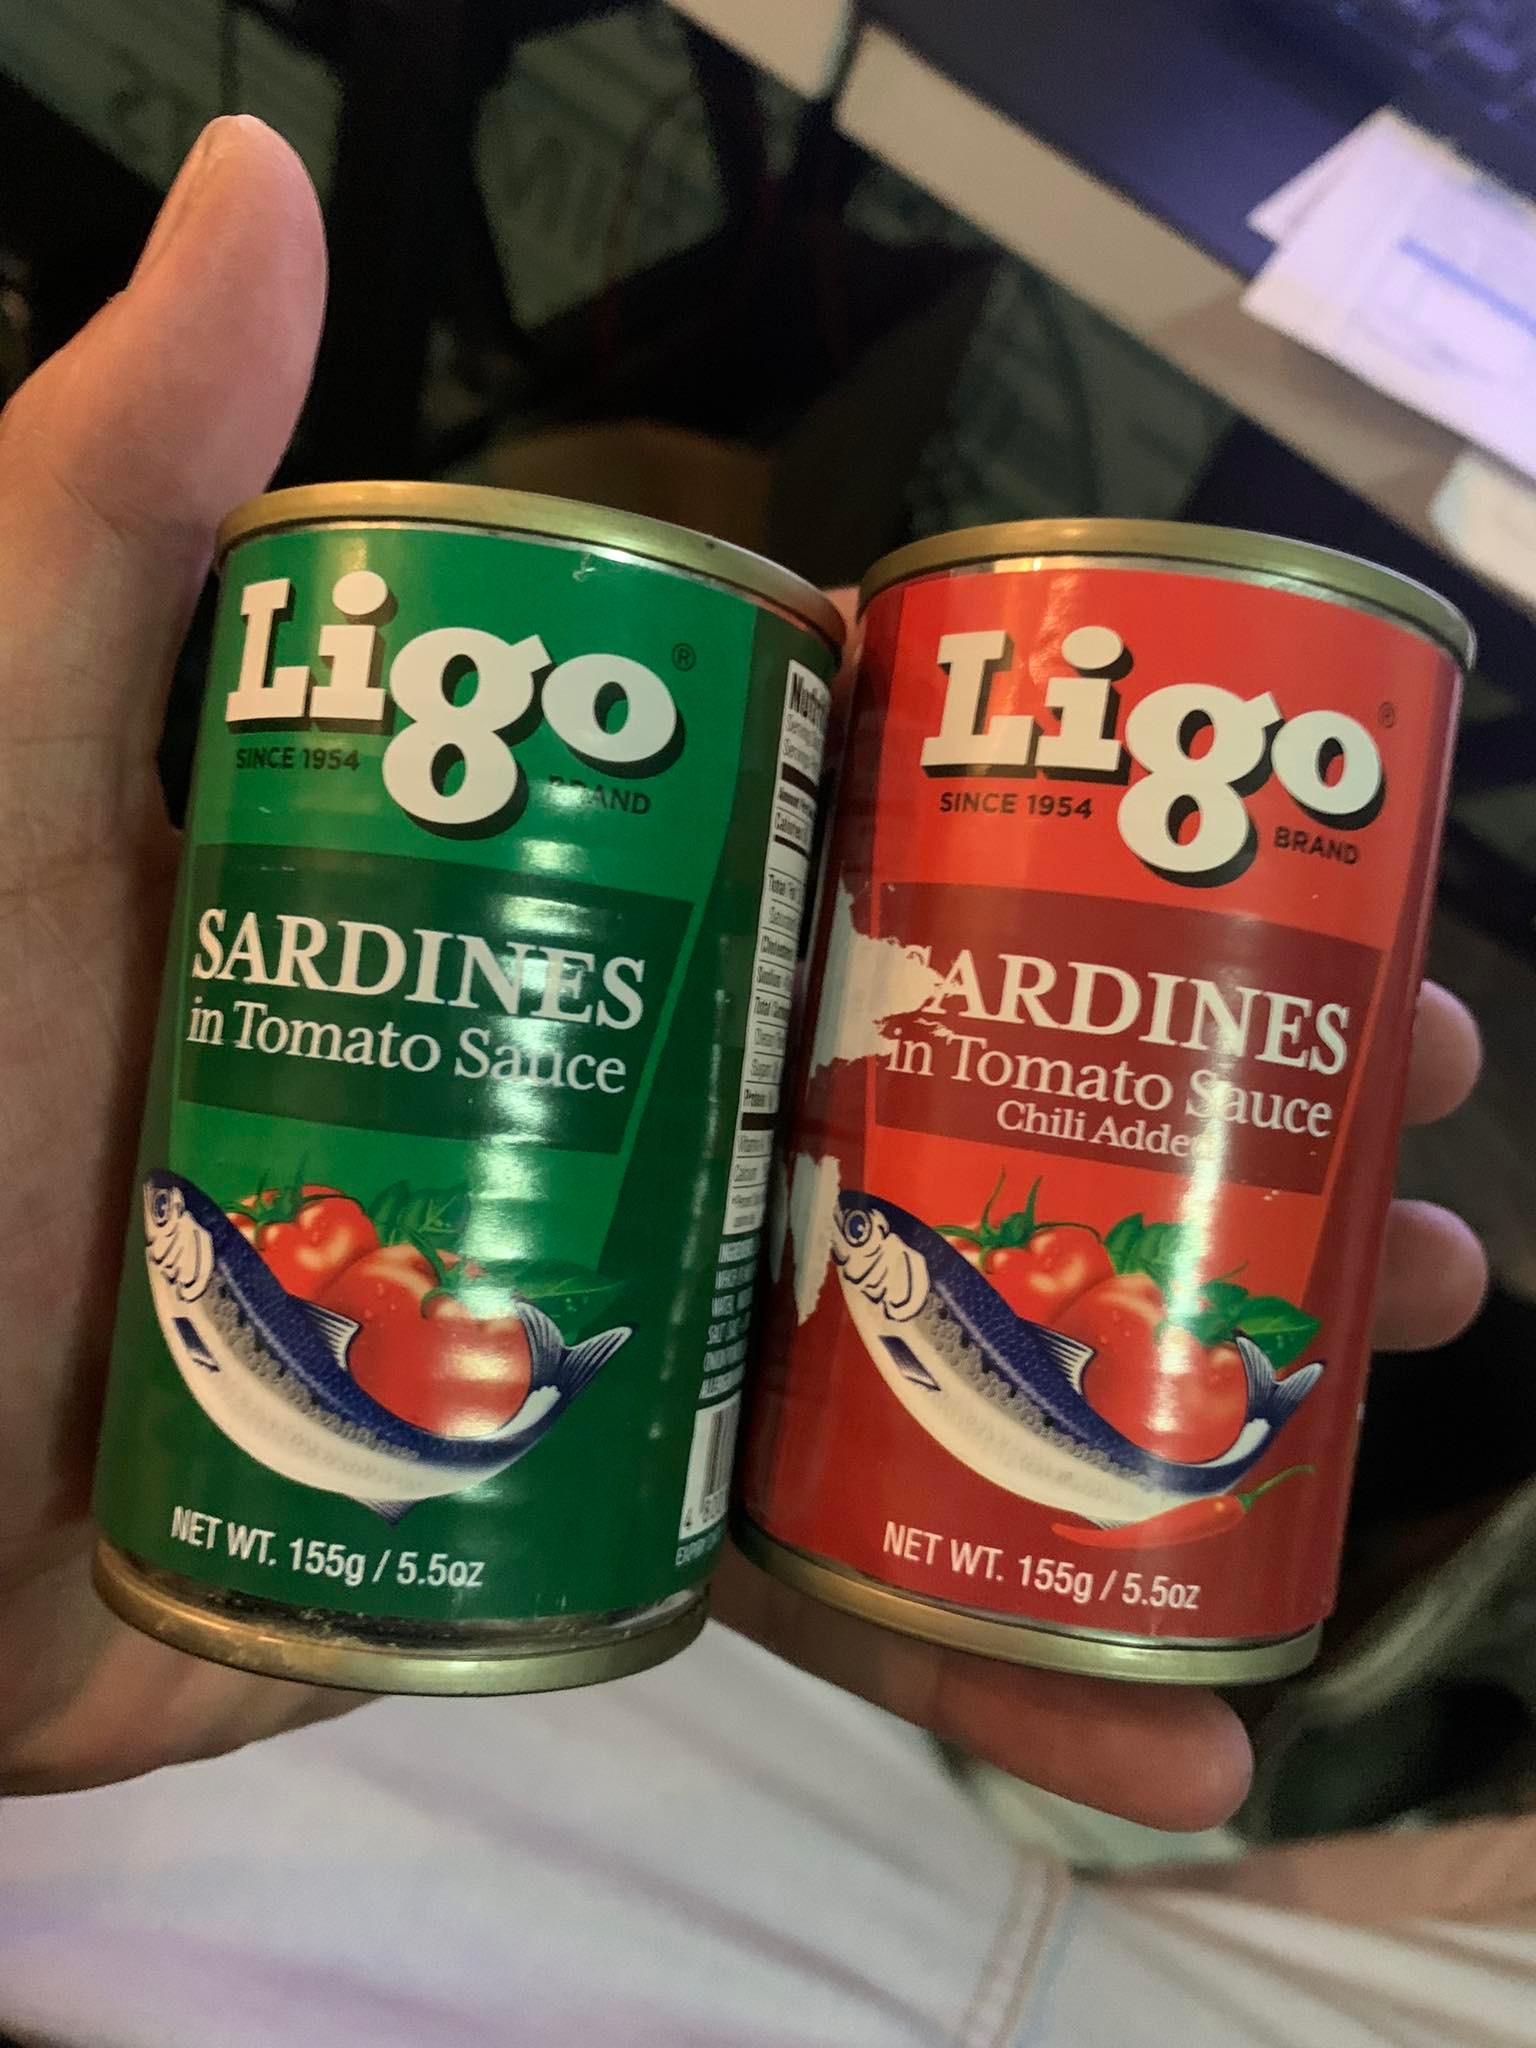 Ligo ®
SINCE 1954
BRAND
SARDINES
in Tomato Sauce
NET WT. 155g / 5.5oz
Ligo ®
SINCE 1954
BRAND
SARDINES
in Tomato Sauce
Chili Added
NET WT. 155g / 5.5oz